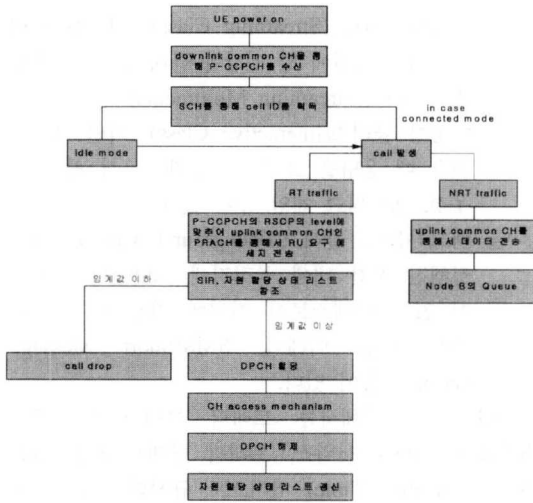 UE power on
downlink common CH을 통
해 P-CCPCH를 수신
SCH를 통해 cell ID를 획득
in case
connected mode
idle mode
call 발생
RT traffic
NRT traffic
P-CCPCH의 RSCP의 level에
맞추어 uplink common CH인
PRACH를 통해서 RU 요구 메
세지 전송
uplink common CH를
통해서 데이터 전송
임계값 이하
SIR, 자원 할당 상태 리스트
참조
Node B의 Queue
임계값 이상
call drop
DPCH 할당
CH access mechanism
DPCH 해제
자원 할당 상태 리스트 갱신